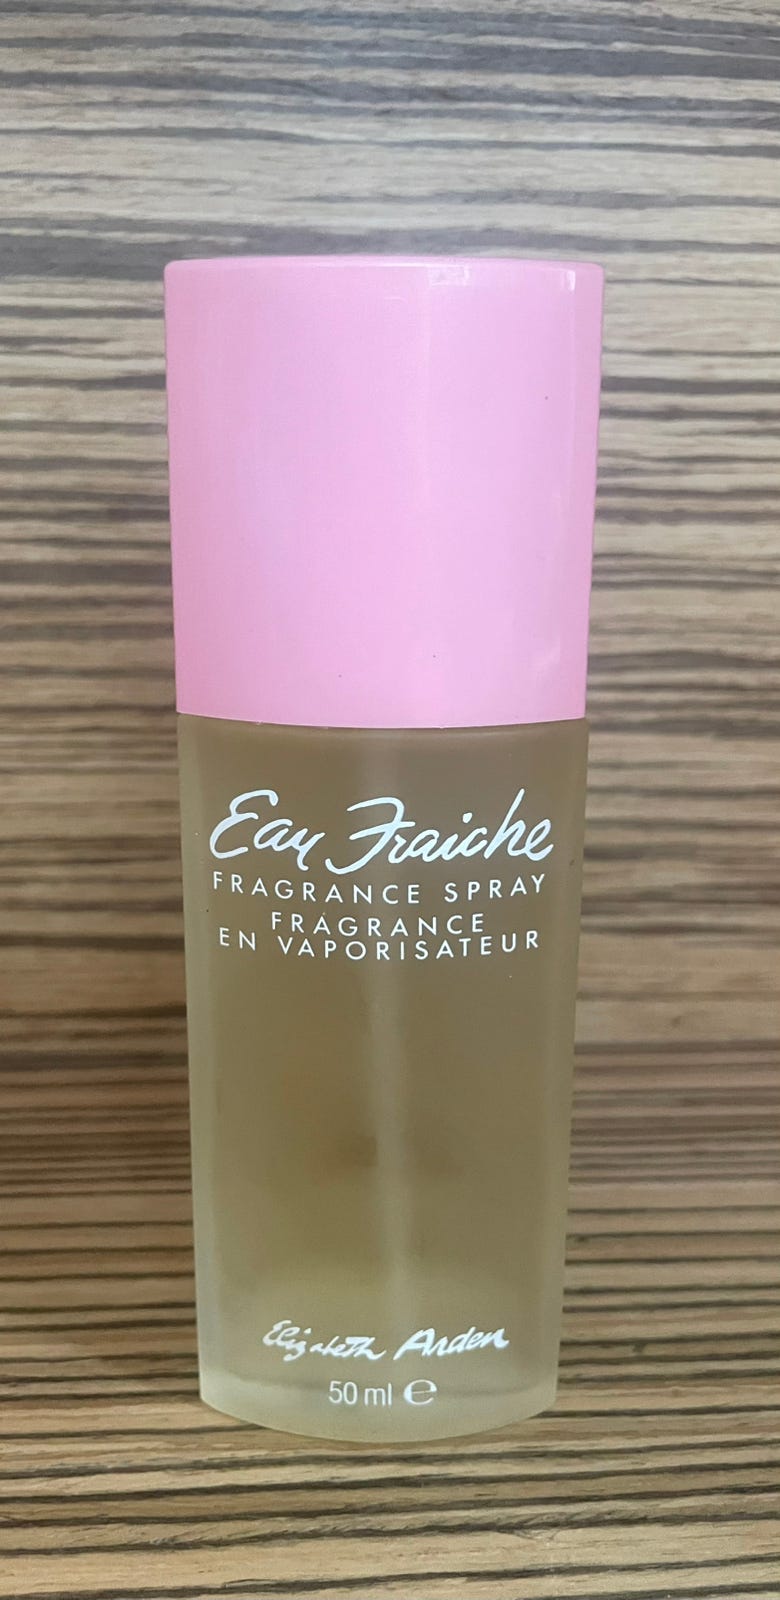 Eau Fraiche
FRAGRANCE SPRAY
FRAGRANCE
EN VAPORISATEUR
Elizabeth Arden
50 ml ℮